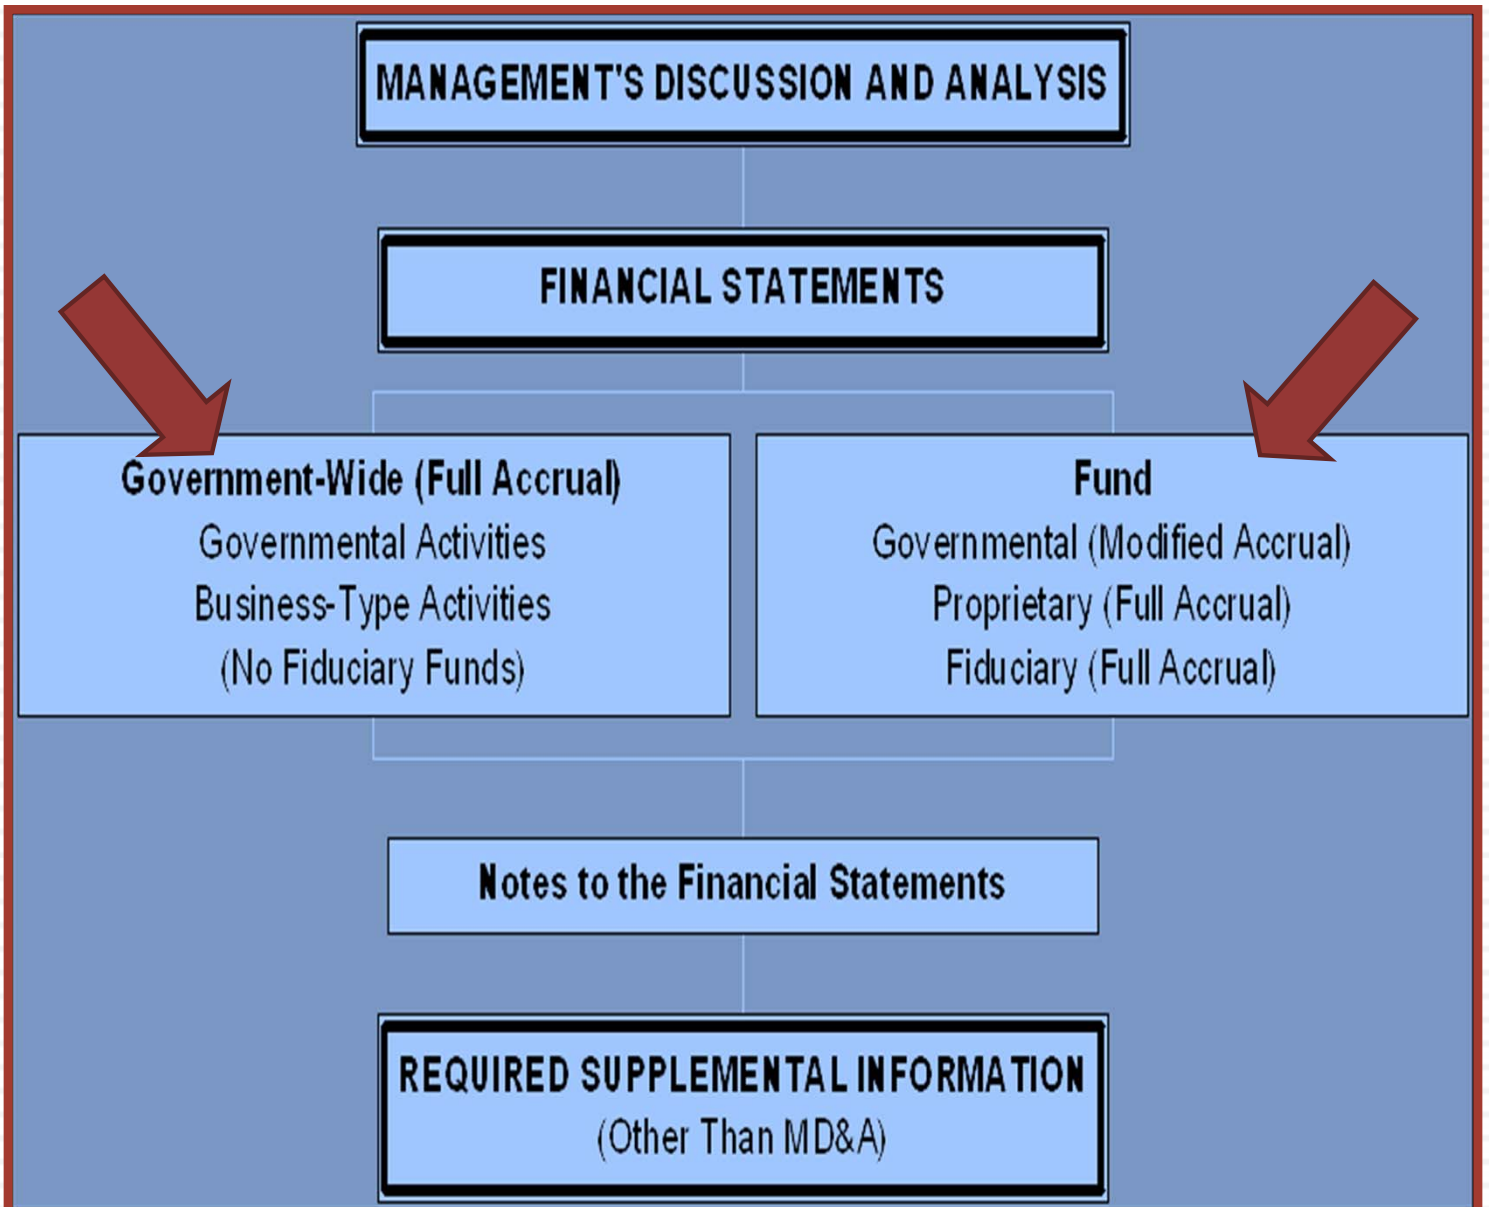 MANAGEMENT'S DISCUSSION AND ANALYSIS
FINANCIAL STATEMENTS
Government-Wide (Full Accrual)
Governmental Activities
Business-Type Activities
(No Fiduciary Funds)
Fund
Governmental (Modified Accrual)
Proprietary (Full Accrual)
Fiduciary (Full Accrual)
Notes to the Financial Statements
REQUIRED SUPPLEMENTAL INFORMATION
(Other Than MD&A)